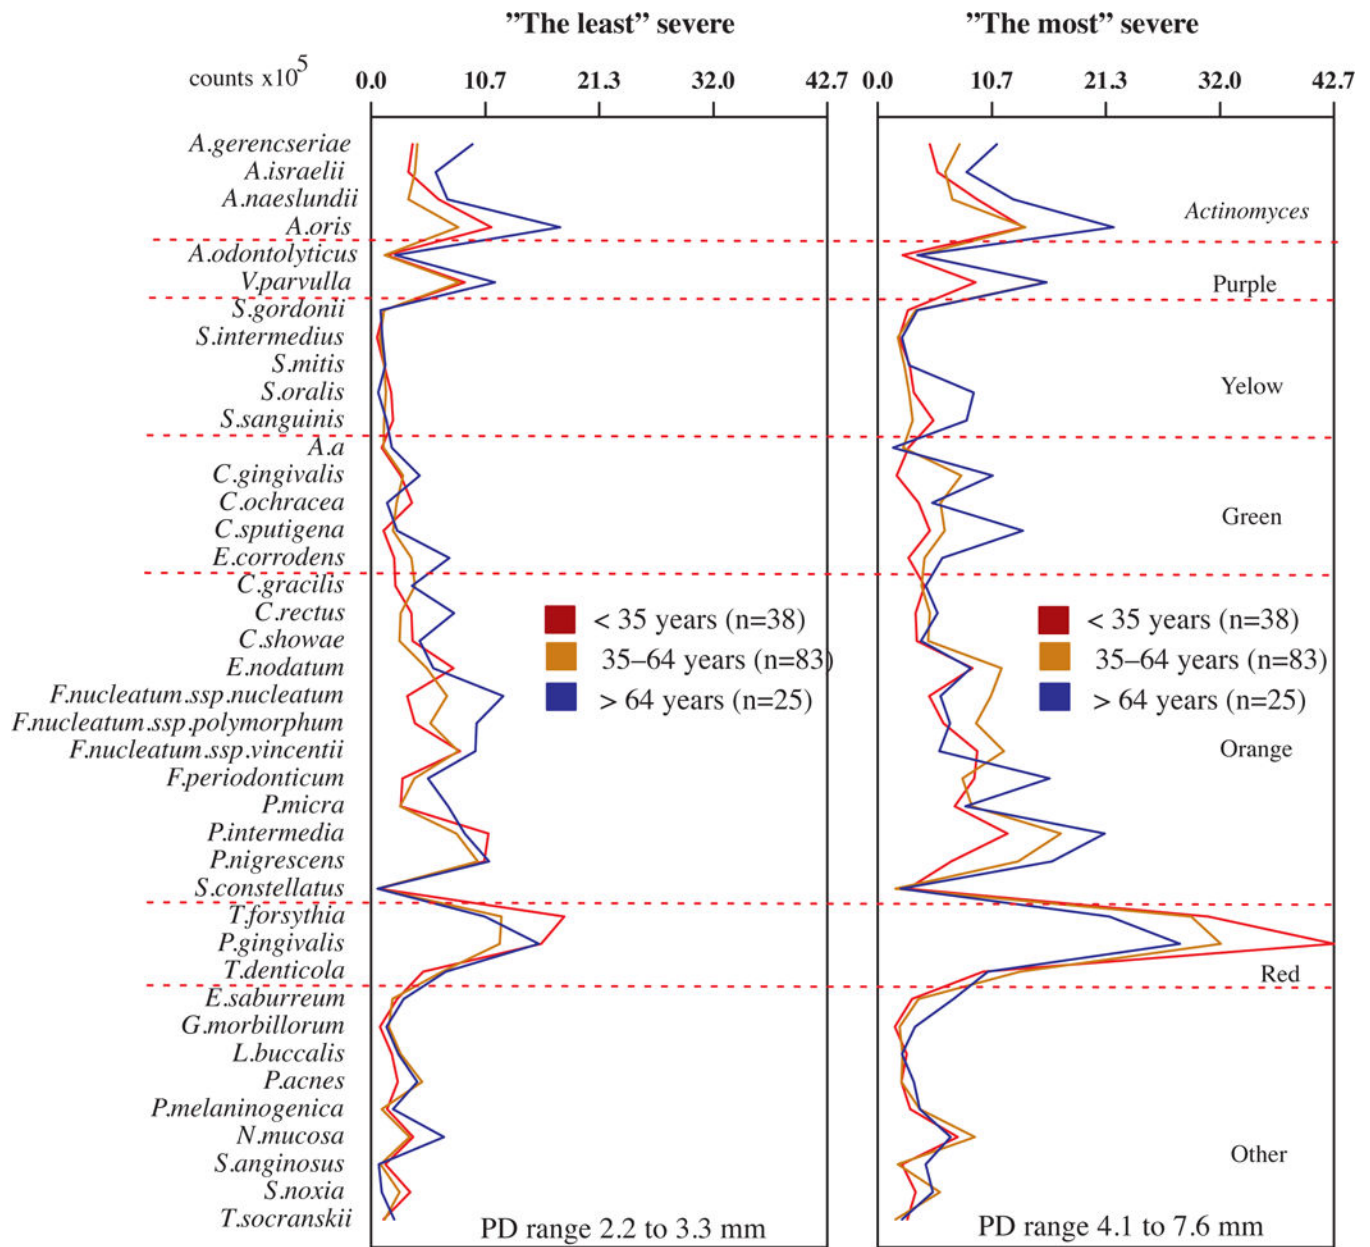 ”The least” severe ”The most” severe
counts x10^5 0.0 10.7 21.3 32.0 42.7 0.0 10.7 21.3 32.0 42.7
A.gerencseriae
A.israelii
A.naeslundii
Actinomyces
A.oris
A.odontolyticus
V.parvulla Purple
S.gordonii
S.intermedius
S.mitis
S.oralis Yelow
S.sanguinis
A.a
C.gingivalis
C.ochracea
C.sputigena Green
E.corrodens
C.gracilis
C.rectus < 35 years (n=38) < 35 years (n=38)
C.showae
E.nodatum 35–64 years (n=83) 35–64 years (n=83)
F.nucleatum.ssp.nucleatum > 64 years (n=25) > 64 years (n=25)
F.nucleatum.ssp.polymorphum
F.nucleatum.ssp.vincentii Orange
F.periodonticum
P.micra
P.intermedia
P.nigrescens
S.constellatus
T.forsythia
P.gingivalis
T.denticola Red
E.saburreum
G.morbillorum
L.buccalis
P.acnes
P.melaninogenica
N.mucosa
Other
S.anginosus
S.noxia
T.socranskii
PD range 2.2 to 3.3 mm PD range 4.1 to 7.6 mm